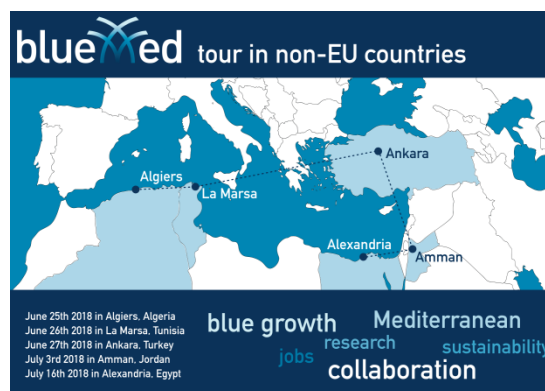 bluemed tour in non-EU countries
Algiers
La Marsa
Ankara
Alexandria
Amman
June 25th 2018 in Algiers, Algeria
June 26th 2018 in La Marsa, Tunisia
June 27th 2018 in Ankara, Turkey
July 3rd 2018 in Amman, Jordan
July 16th 2018 in Alexandria, Egypt
blue growth
Mediterranean
jobs
research
sustainability
collaboration